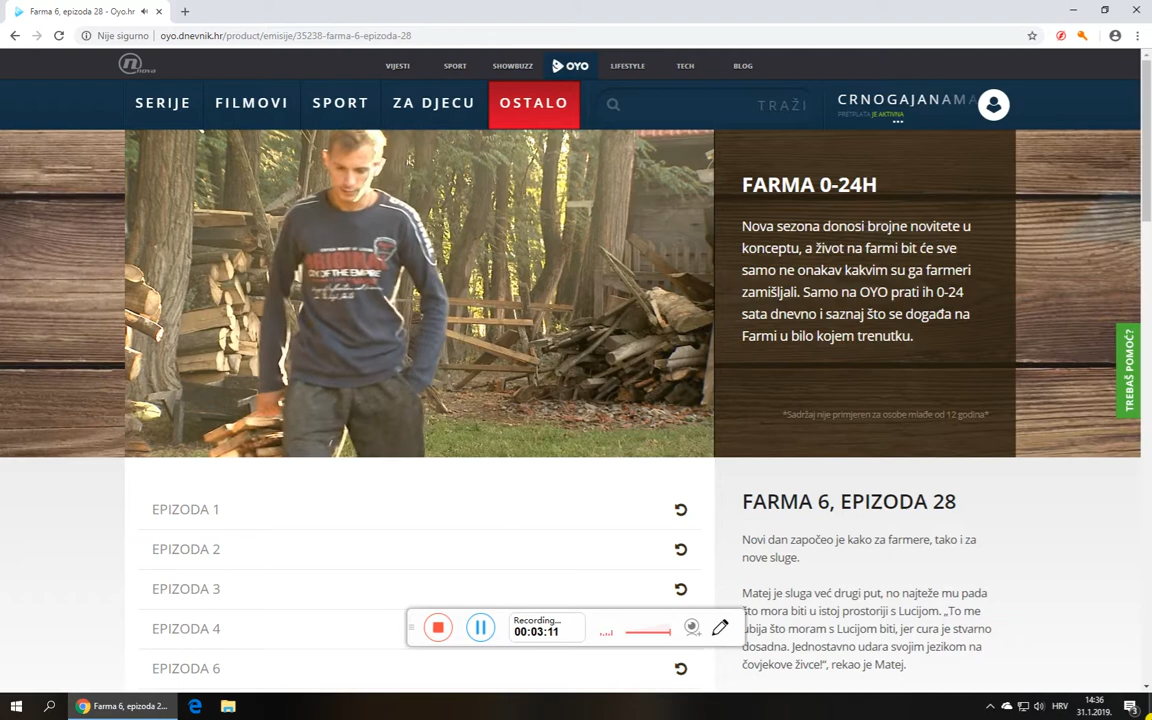 Farma 6, epizoda 28 - Oyo.hr
Nije sigurno
oyo.dnevnik.hr/product/emisije/35238-farma-6-epizoda-28
nova
VIJESTI
SPORT
SHOWBUZZ
OYO
LIFESTYLE
TECH
BLOG
SERIJE
FILMOVI
SPORT
ZA DJECU
OSTALO
TRAŽI
CRNOGAJANAMA
PRETPLATA JE AKTIVNA
ORIGINAL
CRY OF THE EMPIRE
FARMA 0-24H
Nova sezona donosi brojne novitete u
konceptu, a život na farmi bit će sve
samo ne onakav kakvim su ga farmeri
zamišljali. Samo na OYO prati ih 0-24
sata dnevno i saznaj što se događa na
Farmi u bilo kojem trenutku.
*Sadržaj nije primjeren za osobe mlađe od 12 godina*
TREBAŠ POMOĆ?
EPIZODA 1
EPIZODA 2
EPIZODA 3
EPIZODA 4
EPIZODA 6
FARMA 6, EPIZODA 28
Novi dan započeo je kako za farmere, tako i za
nove sluge.
Matej je sluga već drugi put, no najteže mu pada
što mora biti u istoj prostoriji s Lucijom. „To me
ubija što moram s Lucijom biti, jer cura je stvarno
dosadna. Jednostavno udara svojim jezikom na
čovjekove živce!“, rekao je Matej.
Recording...
00:03:11
Farma 6, epizoda 2...
HRV
14:36
31.1.2019.
3